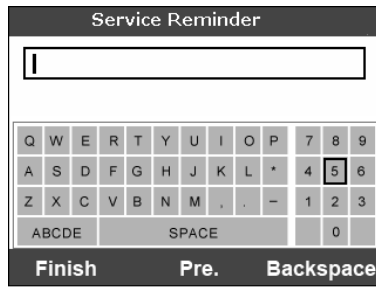 Service Reminder
Q W E R T Y U I O P 7 8 9
A S D F G H J K L * 4 5 6
Z X C V B N M , . - 1 2 3
ABCDE SPACE 0
Finish Pre. Backspace